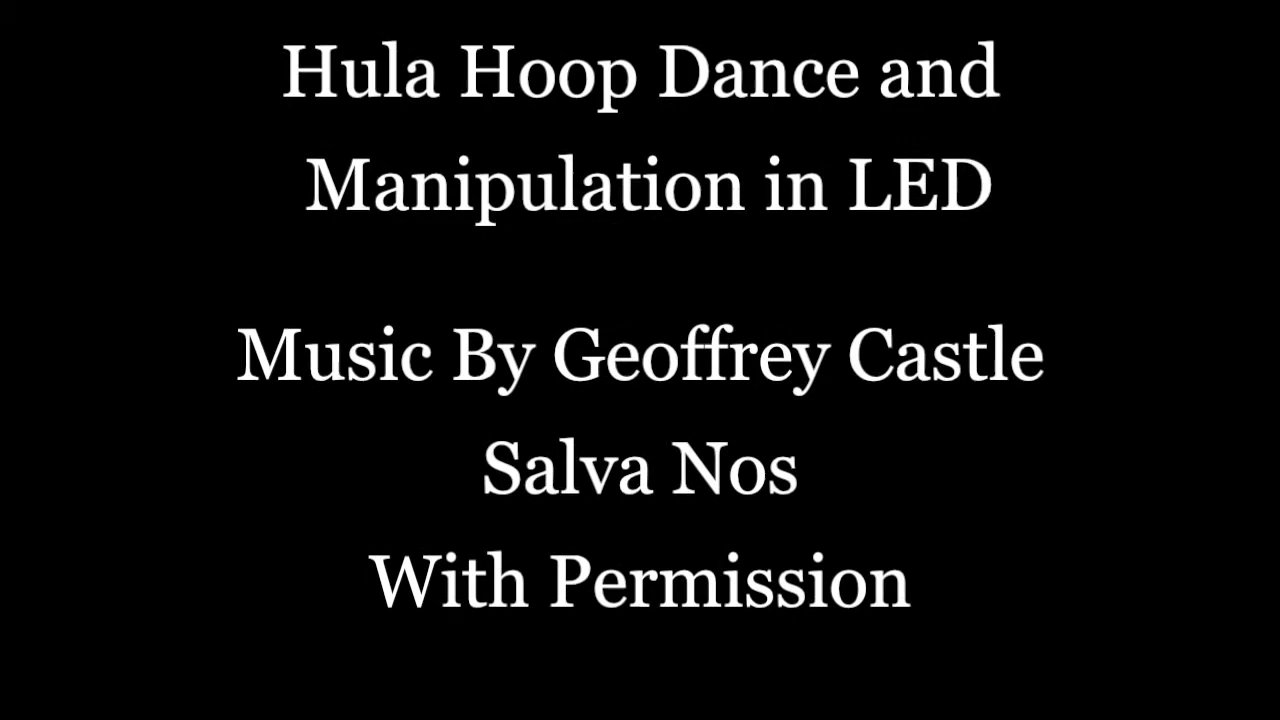 Hula Hoop Dance and
Manipulation in LED
Music By Geoffrey Castle
Salva Nos
With Permission